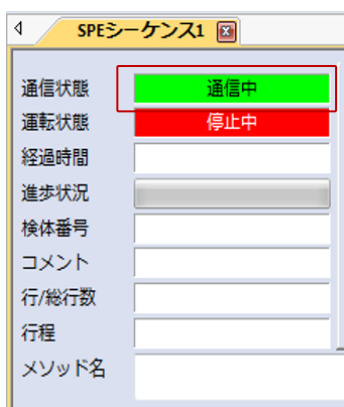 SPEシーケンス1
通信状態 通信中
運転状態 停止中
経過時間
進歩状況
検体番号
コメント
行/総行数
行程
メソッド名